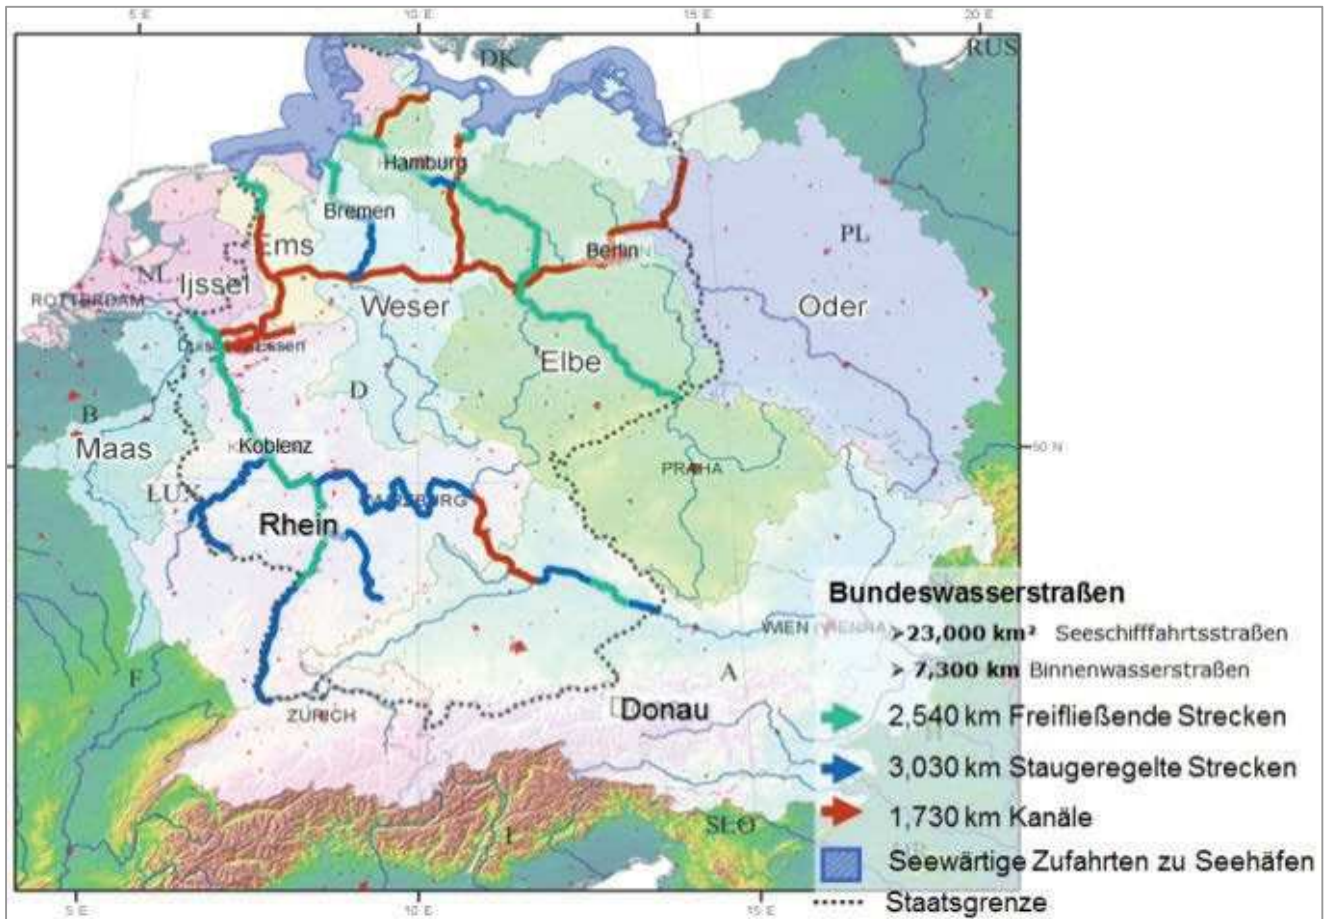 5 E 10 E 15 E 20 E
RUS
DK
Hamburg
Bremen
Ems
Berlin
PL
NL
Ijssel
ROTTERDAM
Weser
Oder
Essen
Elbe
D
B
Maas
Koblenz
50 N
PRAHA
LUX
Rhein
Bundeswasserstraßen
➢23,000 km² Seeschifffahrtsstraßen
WIEN (VIENNA)
➢ 7,300 km Binnenwasserstraßen
F
A
ZÜRICH
Donau
2,540 km Freifließende Strecken
3,030 km Staugeregelte Strecken
1,730 km Kanäle
SLO
I
Seewärtige Zufahrten zu Seehäfen
Staatsgrenze
5 E 10 E 15 E